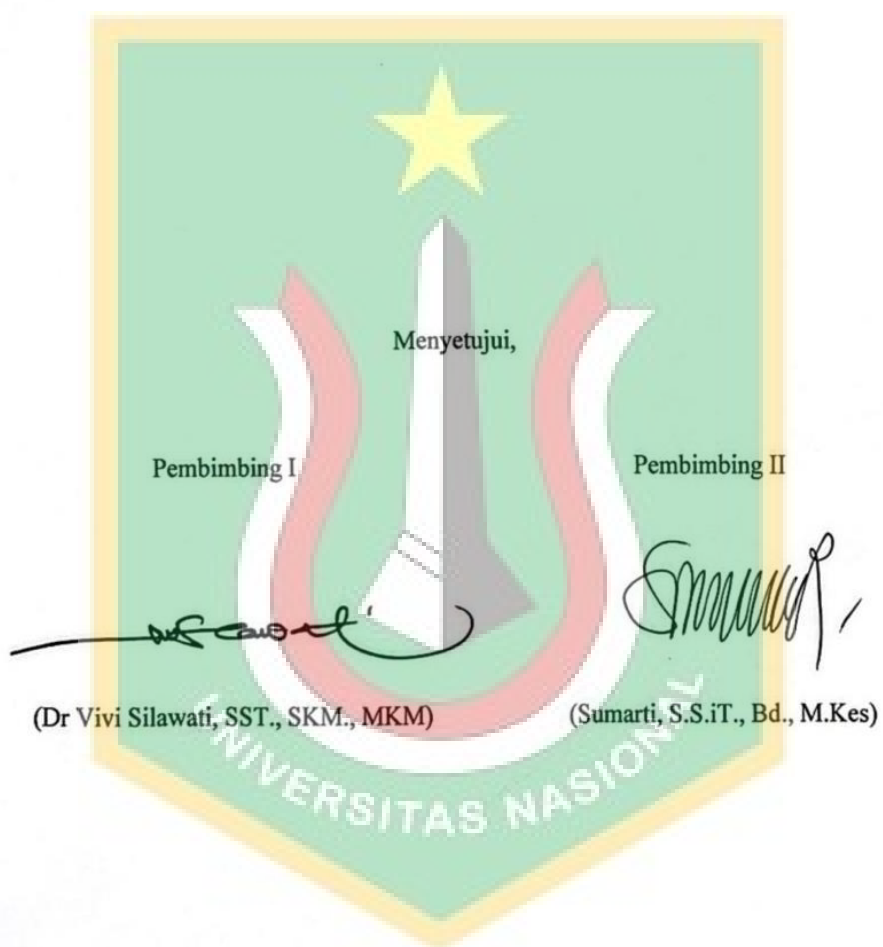 Menyetujui,
Pembimbing I
Pembimbing II
(Dr Vivi Silawati, SST., SKM., MKM)
(Sumarti, S.S.iT., Bd., M.Kes)
UNIVERSITAS NASIONAL